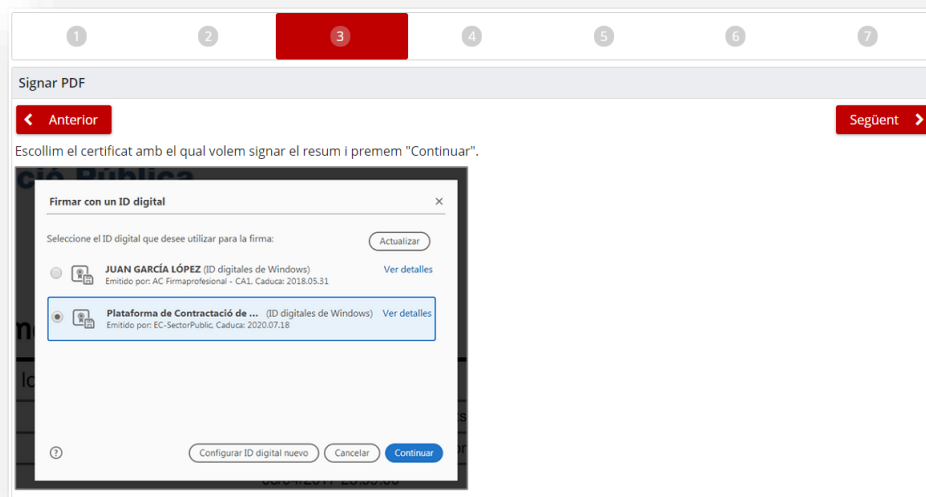 1 2 3 4 5 6 7
Signar PDF
Anterior Següent
Escollim el certificat amb el qual volem signar el resum i premem "Continuar".
ció Pública
Firmar con un ID digital
Seleccione el ID digital que desee utilizar para la firma: Actualizar
JUAN GARCÍA LÓPEZ (ID digitales de Windows) Ver detalles
Emitido por: AC Firmaprofesional - CA1, Caduca: 2018.05.31
Plataforma de Contractació de ... (ID digitales de Windows) Ver detalles
Emitido por: EC-SectorPublic, Caduca: 2020.07.18
Configurar ID digital nuevo Cancelar Continuar